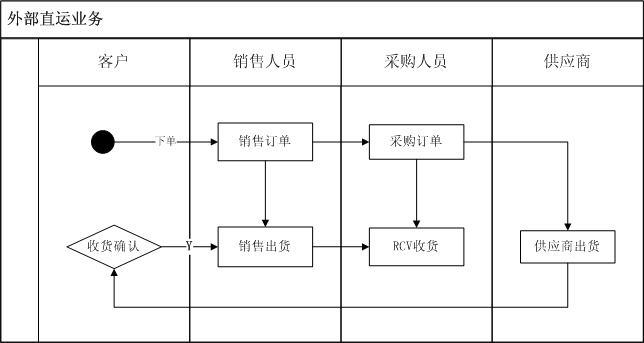 外部直运业务
客户
销售人员
采购人员
供应商
下单
销售订单
采购订单
收货确认
Y
销售出货
RCV收货
供应商出货